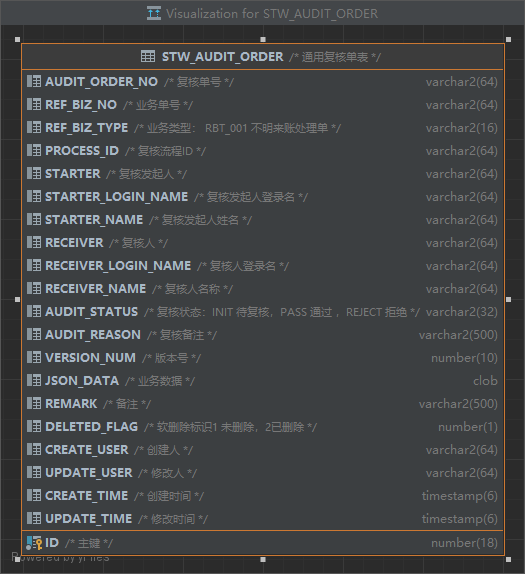 Visualization for STW_AUDIT_ORDER
STW_AUDIT_ORDER /* 通用复核单表 */
AUDIT_ORDER_NO /* 复核单号 */ varchar2(64)
REF_BIZ_NO /* 业务单号 */ varchar2(64)
REF_BIZ_TYPE /* 业务类型： RBT_001 不明来账处理单 */ varchar2(16)
PROCESS_ID /* 复核流程ID */ varchar2(64)
STARTER /* 复核发起人 */ varchar2(64)
STARTER_LOGIN_NAME /* 复核发起人登录名 */ varchar2(64)
STARTER_NAME /* 复核发起人姓名 */ varchar2(64)
RECEIVER /* 复核人 */ varchar2(64)
RECEIVER_LOGIN_NAME /* 复核人登录名 */ varchar2(64)
RECEIVER_NAME /* 复核人名称 */ varchar2(64)
AUDIT_STATUS /* 复核状态：INIT 待复核，PASS 通过 ，REJECT 拒绝 */ varchar2(32)
AUDIT_REASON /* 复核备注 */ varchar2(500)
VERSION_NUM /* 版本号 */ number(10)
JSON_DATA /* 业务数据 */ clob
REMARK /* 备注 */ varchar2(500)
DELETED_FLAG /* 软删除标识1 未删除，2已删除 */ number(1)
CREATE_USER /* 创建人 */ varchar2(64)
UPDATE_USER /* 修改人 */ varchar2(64)
CREATE_TIME /* 创建时间 */ timestamp(6)
UPDATE_TIME /* 修改时间 */ timestamp(6)
ID /* 主键 */ number(18)
Powered by yFiles